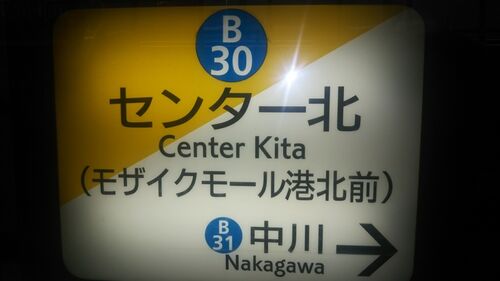 B
30
センター北
Center Kita
(モザイクモール港北前)
B
31
中川
Nakagawa